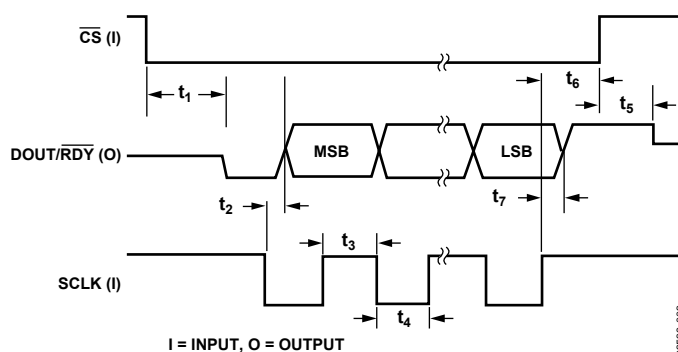 CS (I)
t1
t6
t5
DOUT/RDY (O)
MSB
LSB
t2
t7
t3
SCLK (I)
t4
I = INPUT, O = OUTPUT